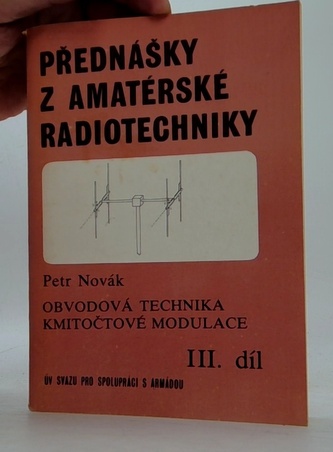 PŘEDNÁŠKY
Z AMATÉRSKÉ
RADIOTECHNIKY
Petr Novák
OBVODOVÁ TECHNIKA
KMITOČTOVÉ MODULACE
III. díl
ÚV SVAZU PRO SPOLUPRÁCI S ARMÁDOU